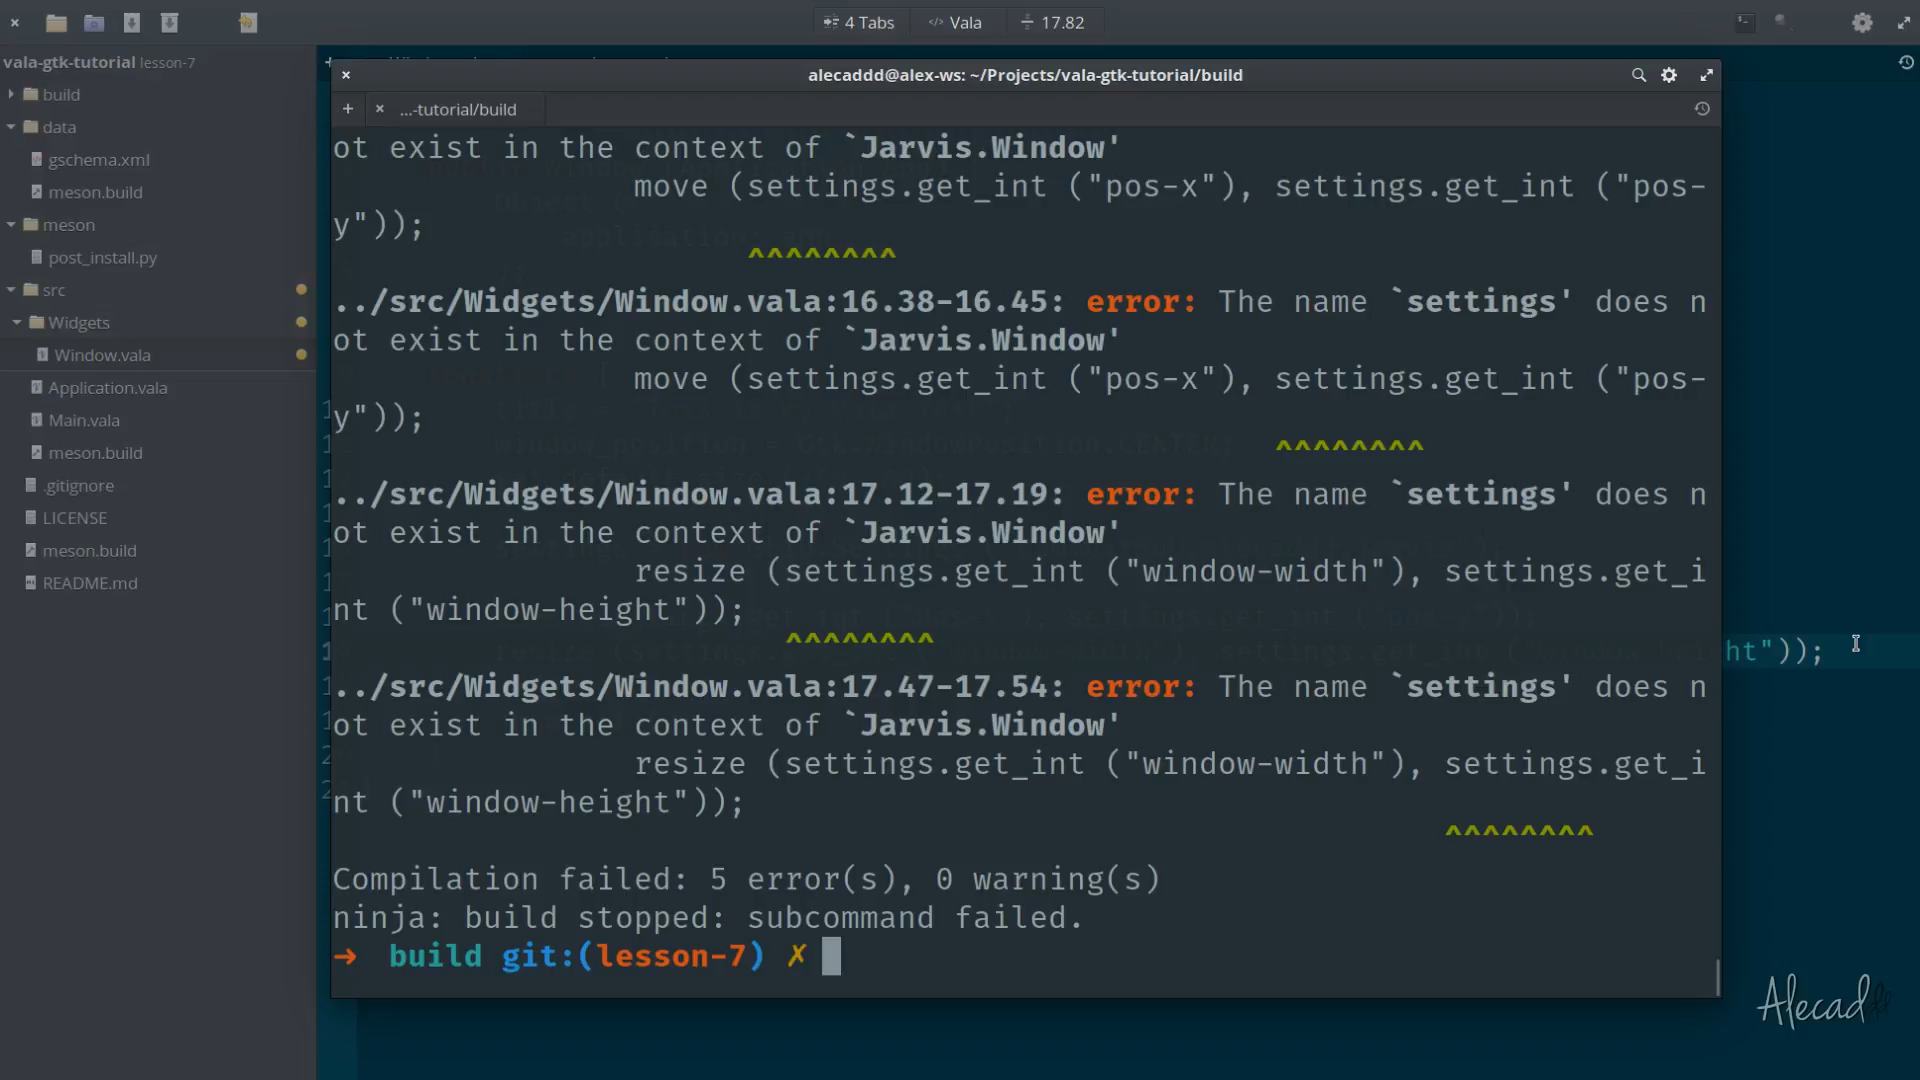 4 Tabs
Vala
17.82
vala-gtk-tutorial lesson-7
build
data
gschema.xml
meson.build
meson
post_install.py
src
Widgets
Window.vala
Application.vala
Main.vala
meson.build
.gitignore
LICENSE
meson.build
README.md
alecaddd@alex-ws: ~/Projects/vala-gtk-tutorial/build
...-tutorial/build
ot exist in the context of `Jarvis.Window'
move (settings.get_int ("pos-x"), settings.get_int ("pos-
y"));
^^^^^^^^
../src/Widgets/Window.vala:16.38-16.45: error: The name `settings' does n
ot exist in the context of `Jarvis.Window'
move (settings.get_int ("pos-x"), settings.get_int ("pos-
y"));
^^^^^^^^
../src/Widgets/Window.vala:17.12-17.19: error: The name `settings' does n
ot exist in the context of `Jarvis.Window'
resize (settings.get_int ("window-width"), settings.get_i
nt ("window-height"));
^^^^^^^^
../src/Widgets/Window.vala:17.47-17.54: error: The name `settings' does n
ot exist in the context of `Jarvis.Window'
resize (settings.get_int ("window-width"), settings.get_i
nt ("window-height"));
^^^^^^^^
Compilation failed: 5 error(s), 0 warning(s)
ninja: build stopped: subcommand failed.
➜ build git:(lesson-7) ✗
ht"));